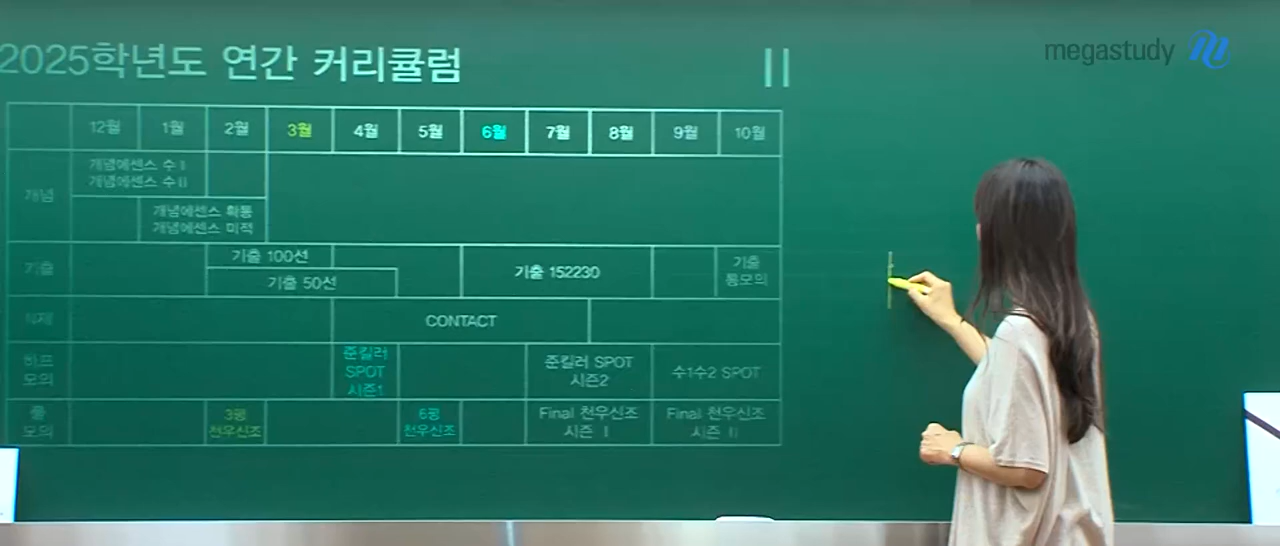 2025학년도 연간 커리큘럼
megastudy
12월 1월 2월 3월 4월 5월 6월 7월 8월 9월 10월
개념
개념에센스 수Ⅰ
개념에센스 수Ⅱ
개념에센스 확통
개념에센스 미적
기출
기출 100선
기출 50선
기출 152230
기출
통모의
N제
CONTACT
하프
모의
준킬러
SPOT
시즌1
준킬러 SPOT
시즌2
수1수2 SPOT
풀
모의
3평
천우신조
6평
천우신조
Final 천우신조
시즌 Ⅰ
Final 천우신조
시즌 Ⅱ